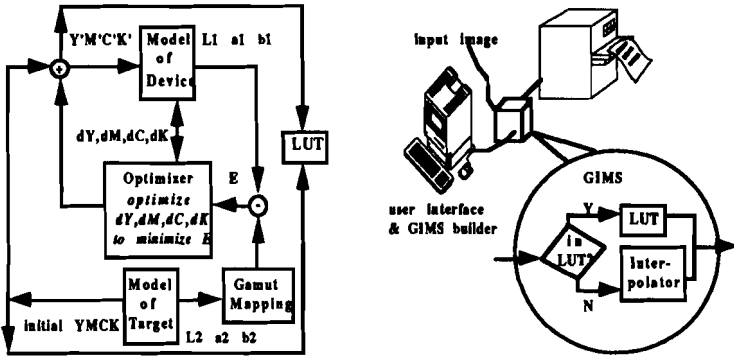 Y'M'C'K'
Model
of
Device
L1 a1 b1
+
dY,dM,dC,dK
LUT
Optimizer
optimize
dY,dM,dC,dK
to minimize E
E
-
Model
of
Target
Gamut
Mapping
initial YMCK
L2 a2 b2
input image
user interface
& GIMS builder
GIMS
Y
LUT
in
LUT?
Inter-
polator
N